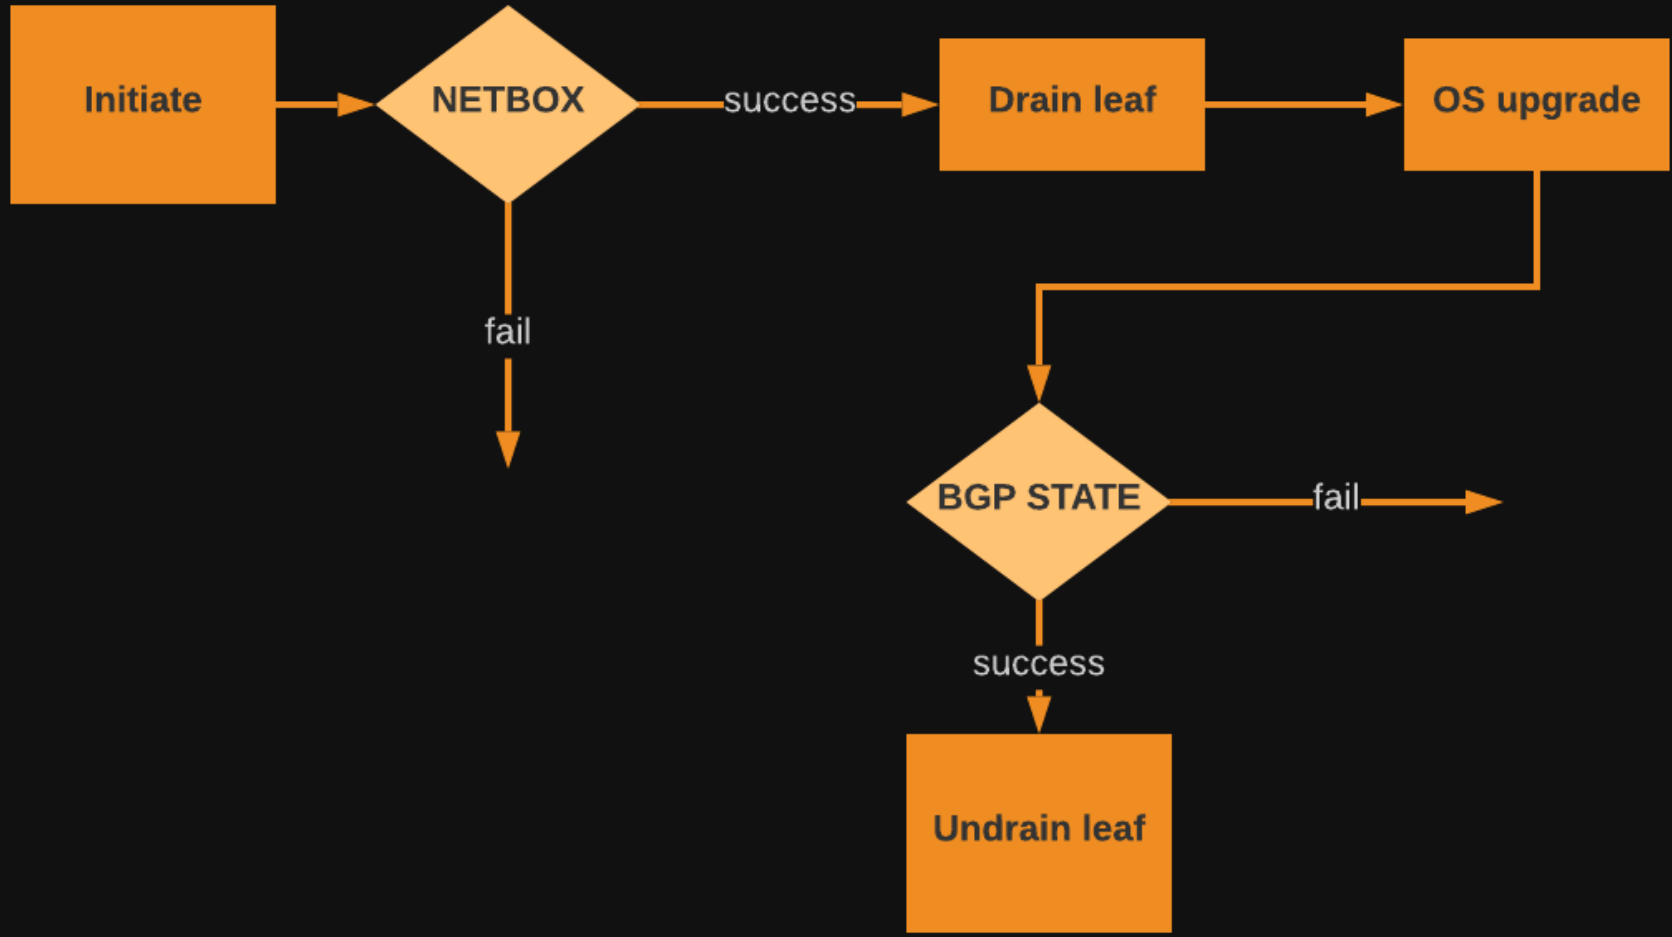 Initiate
NETBOX
success
Drain leaf
OS upgrade
fail
BGP STATE
fail
success
Undrain leaf